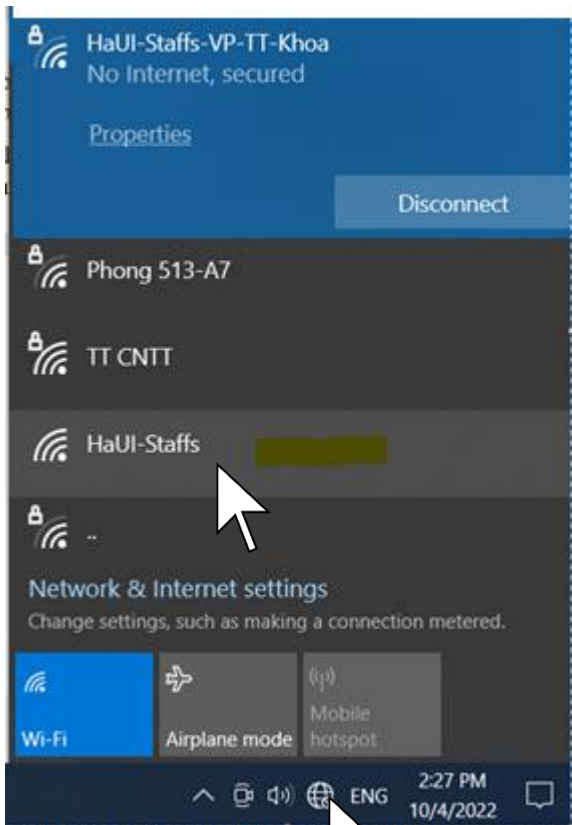 HaUI-Staffs-VP-TT-Khoa
No Internet, secured
Properties
Disconnect
Phong 513-A7
TT CNTT
HaUI-Staffs
..
Network & Internet settings
Change settings, such as making a connection metered.
Wi-Fi
Airplane mode
Mobile hotspot
ENG
2:27 PM
10/4/2022